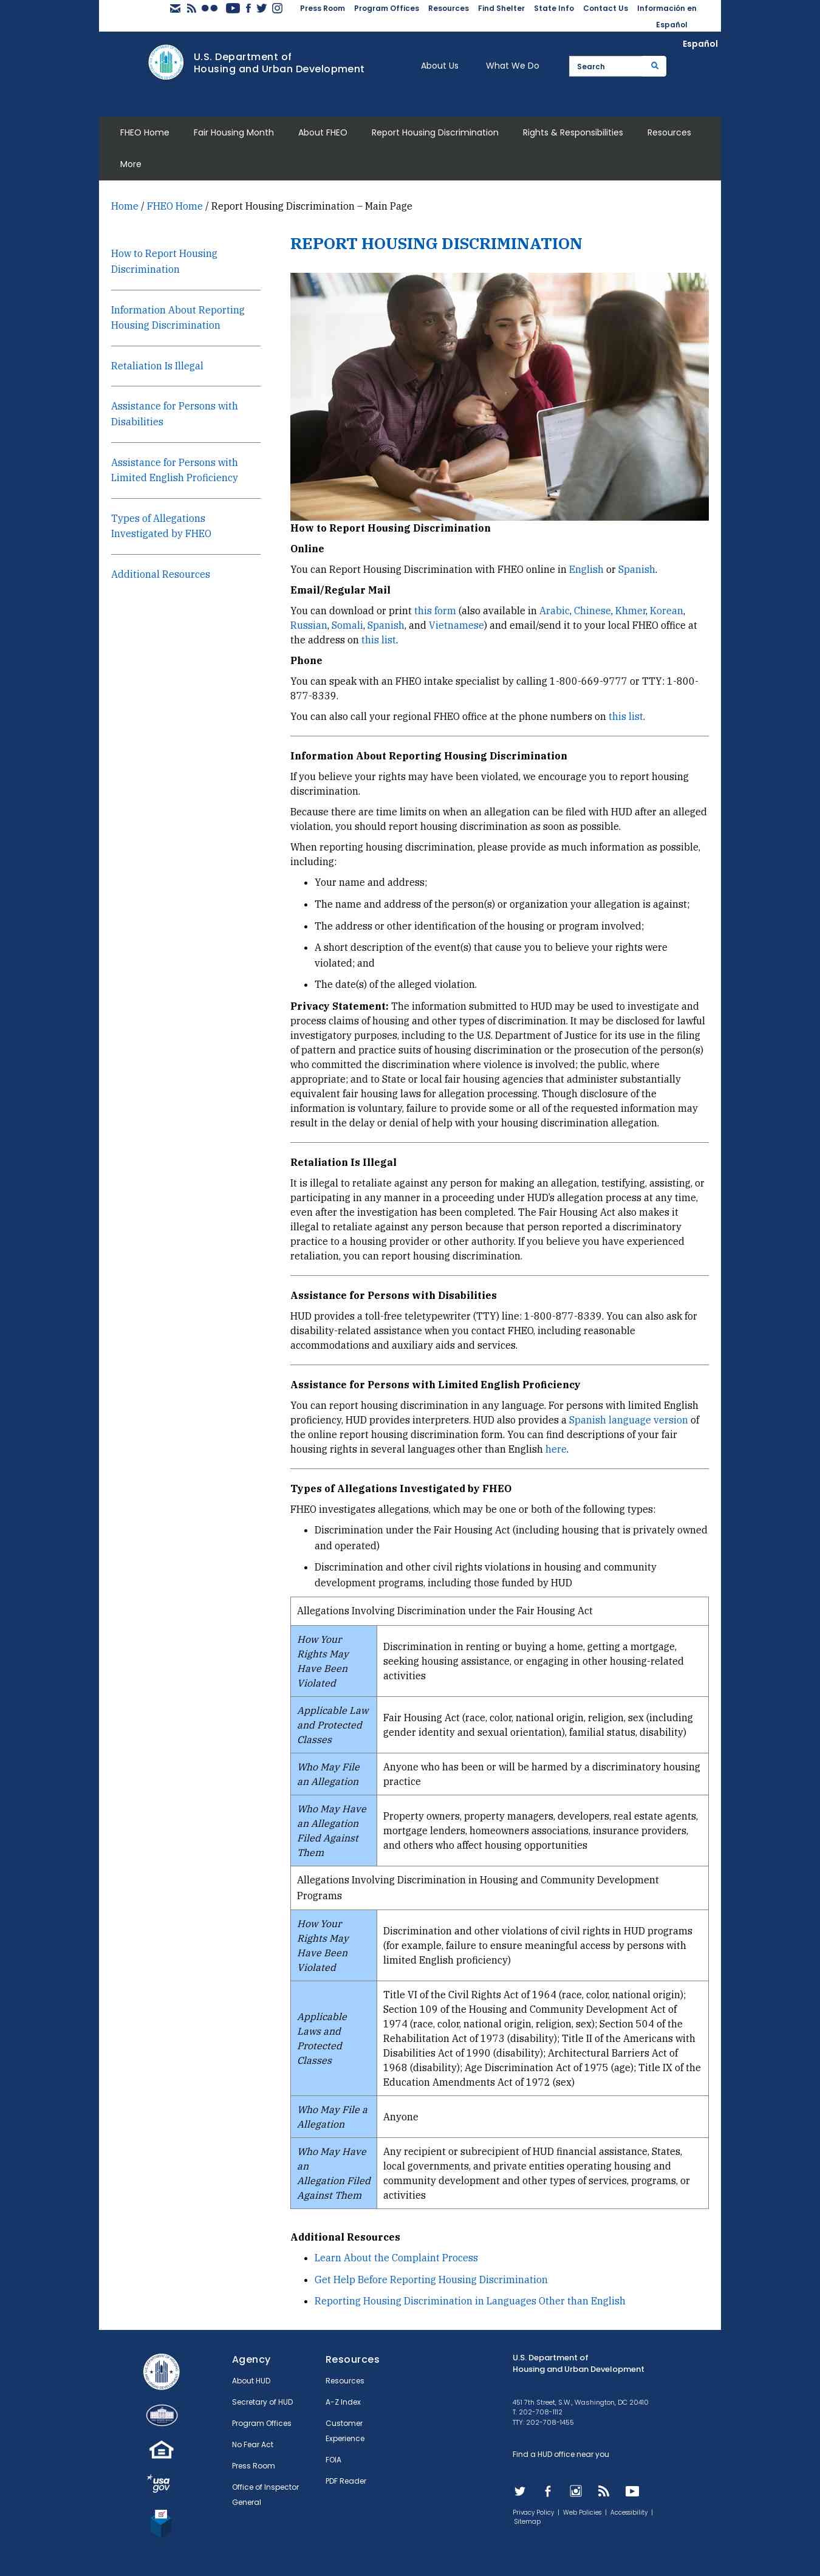 Press Room Program Offices Resources Find Shelter State Info Contact Us Información en
Español
Español
U.S. Department of
Housing and Urban Development
About Us What We Do Search
FHEO Home Fair Housing Month About FHEO Report Housing Discrimination Rights & Responsibilities Resources
More
Home / FHEO Home / Report Housing Discrimination – Main Page
How to Report Housing
Discrimination
Information About Reporting
Housing Discrimination
Retaliation Is Illegal
Assistance for Persons with
Disabilities
Assistance for Persons with
Limited English Proficiency
Types of Allegations
Investigated by FHEO
Additional Resources
REPORT HOUSING DISCRIMINATION
How to Report Housing Discrimination
Online
You can Report Housing Discrimination with FHEO online in English or Spanish.
Email/Regular Mail
You can download or print this form (also available in Arabic, Chinese, Khmer, Korean,
Russian, Somali, Spanish, and Vietnamese) and email/send it to your local FHEO office at
the address on this list.
Phone
You can speak with an FHEO intake specialist by calling 1-800-669-9777 or TTY: 1-800-
877-8339.
You can also call your regional FHEO office at the phone numbers on this list.
Information About Reporting Housing Discrimination
If you believe your rights may have been violated, we encourage you to report housing
discrimination.
Because there are time limits on when an allegation can be filed with HUD after an alleged
violation, you should report housing discrimination as soon as possible.
When reporting housing discrimination, please provide as much information as possible,
including:
• Your name and address;
• The name and address of the person(s) or organization your allegation is against;
• The address or other identification of the housing or program involved;
• A short description of the event(s) that cause you to believe your rights were
violated; and
• The date(s) of the alleged violation.
Privacy Statement: The information submitted to HUD may be used to investigate and
process claims of housing and other types of discrimination. It may be disclosed for lawful
investigatory purposes, including to the U.S. Department of Justice for its use in the filing
of pattern and practice suits of housing discrimination or the prosecution of the person(s)
who committed the discrimination where violence is involved; the public, where
appropriate; and to State or local fair housing agencies that administer substantially
equivalent fair housing laws for allegation processing. Though disclosure of the
information is voluntary, failure to provide some or all of the requested information may
result in the delay or denial of help with your housing discrimination allegation.
Retaliation Is Illegal
It is illegal to retaliate against any person for making an allegation, testifying, assisting, or
participating in any manner in a proceeding under HUD's allegation process at any time,
even after the investigation has been completed. The Fair Housing Act also makes it
illegal to retaliate against any person because that person reported a discriminatory
practice to a housing provider or other authority. If you believe you have experienced
retaliation, you can report housing discrimination.
Assistance for Persons with Disabilities
HUD provides a toll-free teletypewriter (TTY) line: 1-800-877-8339. You can also ask for
disability-related assistance when you contact FHEO, including reasonable
accommodations and auxiliary aids and services.
Assistance for Persons with Limited English Proficiency
You can report housing discrimination in any language. For persons with limited English
proficiency, HUD provides interpreters. HUD also provides a Spanish language version of
the online report housing discrimination form. You can find descriptions of your fair
housing rights in several languages other than English here.
Types of Allegations Investigated by FHEO
FHEO investigates allegations, which may be one or both of the following types:
• Discrimination under the Fair Housing Act (including housing that is privately owned
and operated)
• Discrimination and other civil rights violations in housing and community
development programs, including those funded by HUD
Allegations Involving Discrimination under the Fair Housing Act
How Your
Rights May
Have Been
Violated
Discrimination in renting or buying a home, getting a mortgage,
seeking housing assistance, or engaging in other housing-related
activities
Applicable Law
and Protected
Classes
Fair Housing Act (race, color, national origin, religion, sex (including
gender identity and sexual orientation), familial status, disability)
Who May File
an Allegation
Anyone who has been or will be harmed by a discriminatory housing
practice
Who May Have
an Allegation
Filed Against
Them
Property owners, property managers, developers, real estate agents,
mortgage lenders, homeowners associations, insurance providers,
and others who affect housing opportunities
Allegations Involving Discrimination in Housing and Community Development
Programs
How Your
Rights May
Have Been
Violated
Discrimination and other violations of civil rights in HUD programs
(for example, failure to ensure meaningful access by persons with
limited English proficiency)
Applicable
Laws and
Protected
Classes
Title VI of the Civil Rights Act of 1964 (race, color, national origin);
Section 109 of the Housing and Community Development Act of
1974 (race, color, national origin, religion, sex); Section 504 of the
Rehabilitation Act of 1973 (disability); Title II of the Americans with
Disabilities Act of 1990 (disability); Architectural Barriers Act of
1968 (disability); Age Discrimination Act of 1975 (age); Title IX of the
Education Amendments Act of 1972 (sex)
Who May File a
Allegation
Anyone
Who May Have
an
Allegation Filed
Against Them
Any recipient or subrecipient of HUD financial assistance, States,
local governments, and private entities operating housing and
community development and other types of services, programs, or
activities
Additional Resources
• Learn About the Complaint Process
• Get Help Before Reporting Housing Discrimination
• Reporting Housing Discrimination in Languages Other than English
usa
gov
Agency
About HUD
Secretary of HUD
Program Offices
No Fear Act
Press Room
Office of Inspector
General
Resources
Resources
A-Z Index
Customer
Experience
FOIA
PDF Reader
U.S. Department of
Housing and Urban Development
451 7th Street, S.W., Washington, DC 20410
T: 202-708-1112
TTY: 202-708-1455
Find a HUD office near you
Privacy Policy | Web Policies | Accessibility |
Sitemap